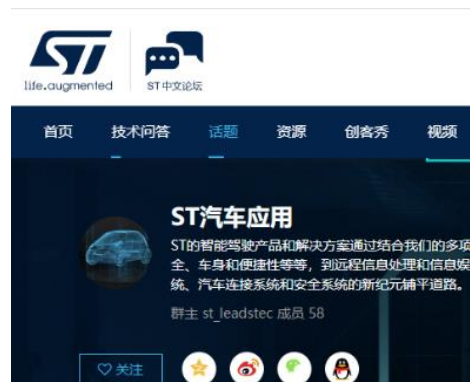 ST
life.augmented
ST中文论坛
首页 技术问答 话题 资源 创客秀 视频
ST汽车应用
ST的智能驾驶产品和解决方案通过结合我们的多项
全、车身和便捷性等等，到远程信息处理和信息娱
统、汽车连接系统和安全系统的新纪元铺平道路。
群主 st_leadstec 成员 58
♡ 关注